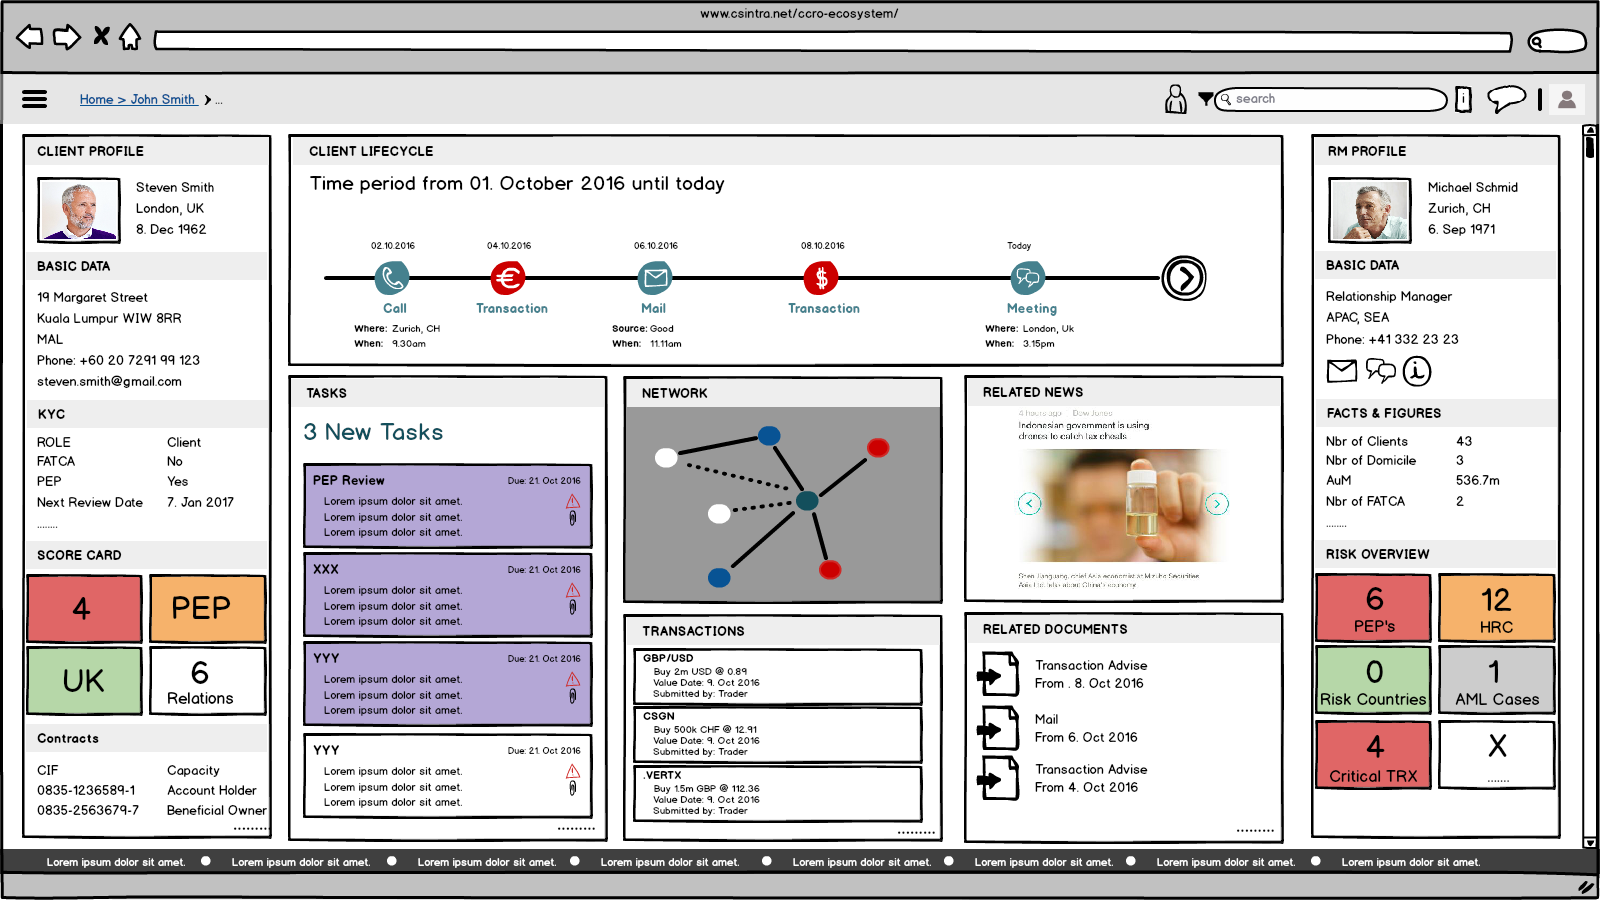 www.csintra.net/ccro-ecosystem/
Home > John Smith > ...
search
CLIENT PROFILE
Steven Smith
London, UK
8. Dec 1962
BASIC DATA
19 Margaret Street
Kuala Lumpur W1W 8RR
MAL
Phone: +60 20 7291 99 123
steven.smith@gmail.com
KYC
ROLE Client
FATCA No
PEP Yes
Next Review Date 7. Jan 2017
........
SCORE CARD
4
PEP
UK
6
Relations
Contracts
CIF Capacity
0835-1236589-1 Account Holder
0835-2563679-7 Beneficial Owner
.........
CLIENT LIFECYCLE
Time period from 01. October 2016 until today
02.10.2016
Call
Where: Zurich, CH
When: 9.30am
04.10.2016
€
Transaction
06.10.2016
Mail
Source: Good
When: 11.11am
08.10.2016
$
Transaction
Today
Meeting
Where: London, Uk
When: 3.15pm
TASKS
3 New Tasks
PEP Review Due: 21. Oct 2016
Lorem ipsum dolor sit amet.
Lorem ipsum dolor sit amet.
Lorem ipsum dolor sit amet.
XXX Due: 21. Oct 2016
Lorem ipsum dolor sit amet.
Lorem ipsum dolor sit amet.
Lorem ipsum dolor sit amet.
YYY Due: 21. Oct 2016
Lorem ipsum dolor sit amet.
Lorem ipsum dolor sit amet.
Lorem ipsum dolor sit amet.
YYY Due: 21. Oct 2016
Lorem ipsum dolor sit amet.
Lorem ipsum dolor sit amet.
Lorem ipsum dolor sit amet.
.........
NETWORK
TRANSACTIONS
GBP/USD
Buy 2m USD @ 0.89
Value Date: 9. Oct 2016
Submitted by: Trader
CSGN
Buy 500k CHF @ 12.91
Value Date: 9. Oct 2016
Submitted by: Trader
.VERTX
Buy 1.5m GBP @ 112.36
Value Date: 9. Oct 2016
Submitted by: Trader
.........
RELATED NEWS
4 hours ago Dow Jones
Indonesian government is using
drones to catch tax cheats
Shen Jianguang, chief Asia economist at Mizuho Securities
Asia Ltd, talks about China's economy.
RELATED DOCUMENTS
Transaction Advise
From . 8. Oct 2016
Mail
From 6. Oct 2016
Transaction Advise
From 4. Oct 2016
.........
RM PROFILE
Michael Schmid
Zurich, CH
6. Sep 1971
BASIC DATA
Relationship Manager
APAC, SEA
Phone: +41 332 23 23
FACTS & FIGURES
Nbr of Clients 43
Nbr of Domicile 3
AuM 536.7m
Nbr of FATCA 2
........
RISK OVERVIEW
6
PEP's
12
HRC
0
Risk Countries
1
AML Cases
4
Critical TRX
X
.......
Lorem ipsum dolor sit amet. Lorem ipsum dolor sit amet. Lorem ipsum dolor sit amet. Lorem ipsum dolor sit amet. Lorem ipsum dolor sit amet. Lorem ipsum dolor sit amet. Lorem ipsum dolor sit amet. Lorem ipsum dolor sit amet.